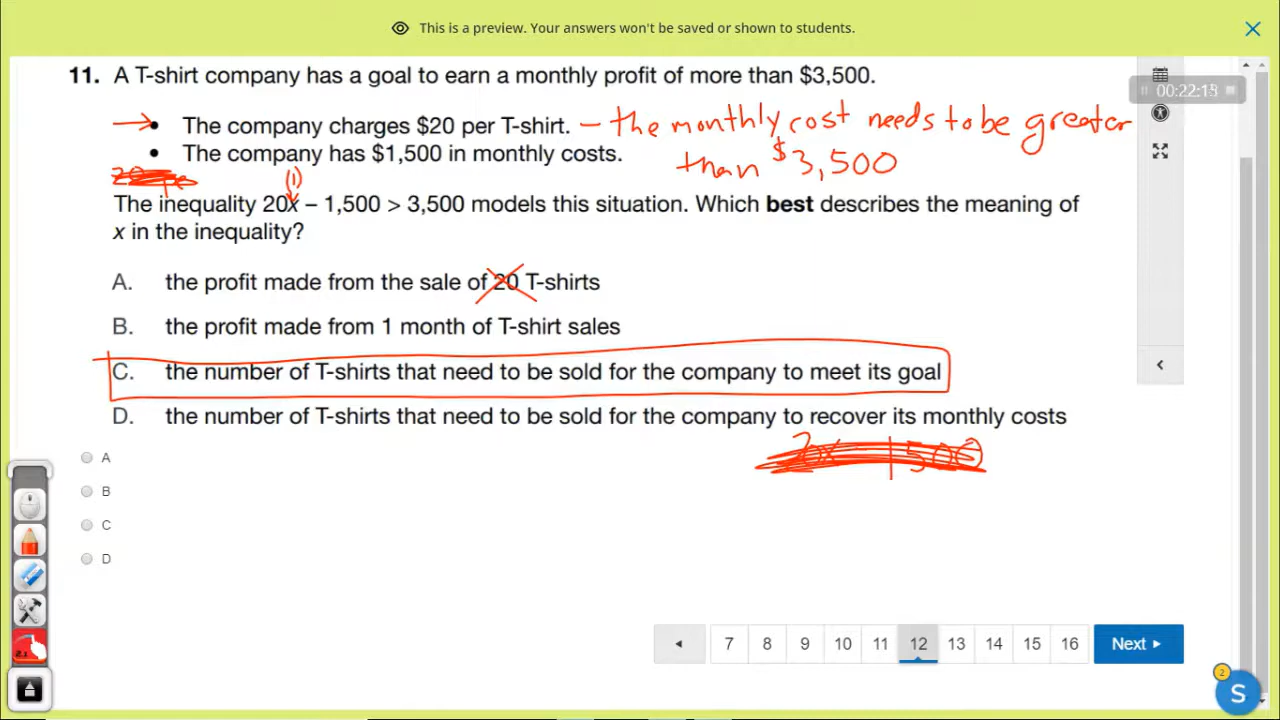 This is a preview. Your answers won't be saved or shown to students.
11. A T-shirt company has a goal to earn a monthly profit of more than $3,500.
00:22:15
• The company charges $20 per T-shirt. – the monthly cost needs to be greater
• The company has $1,500 in monthly costs. than $3,500
(1)
The inequality 20x – 1,500 > 3,500 models this situation. Which best describes the meaning of
x in the inequality?
A. the profit made from the sale of 20 T-shirts
B. the profit made from 1 month of T-shirt sales
C. the number of T-shirts that need to be sold for the company to meet its goal
D. the number of T-shirts that need to be sold for the company to recover its monthly costs
2x – 1500
A
B
C
D
7 8 9 10 11 12 13 14 15 16 Next
2
S